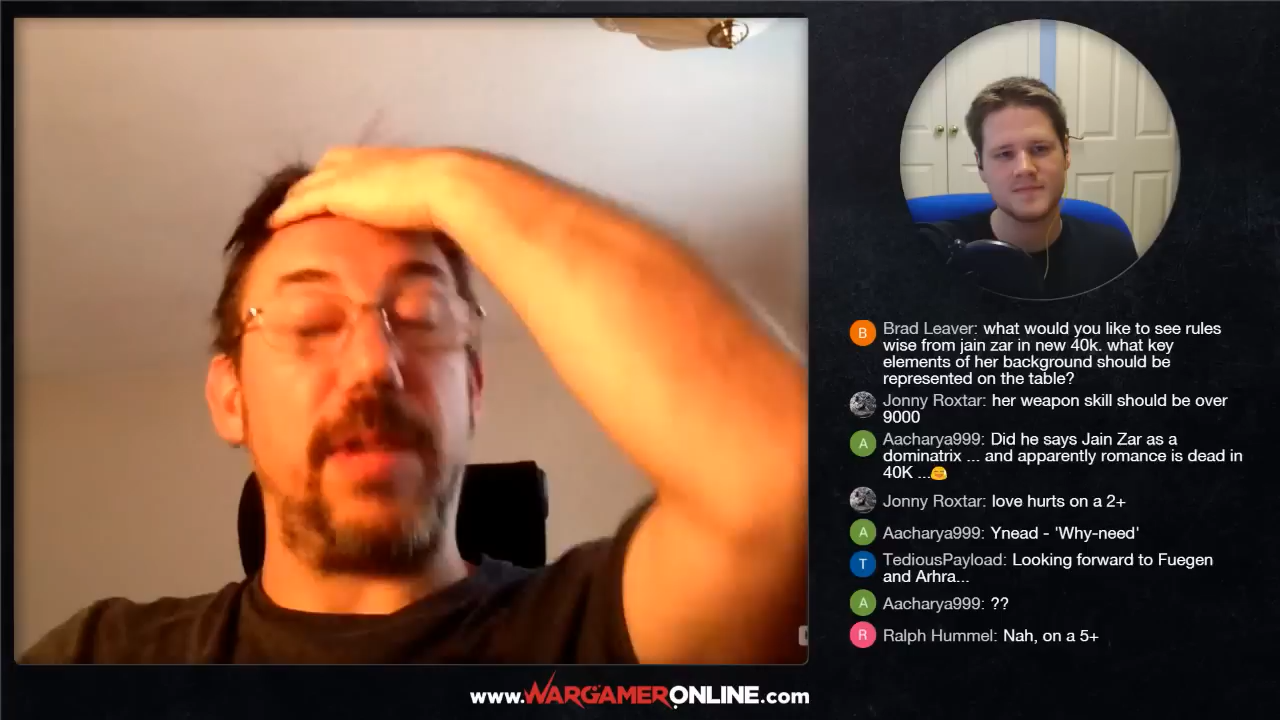 B Brad Leaver: what would you like to see rules
wise from jain zar in new 40k. what key
elements of her background should be
represented on the table?
Jonny Roxtar: her weapon skill should be over
9000
A Aacharya999: Did he says Jain Zar as a
dominatrix ... and apparently romance is dead in
40K ...
Jonny Roxtar: love hurts on a 2+
A Aacharya999: Ynead - 'Why-need'
T TediousPayload: Looking forward to Fuegen
and Arhra...
A Aacharya999: ??
R Ralph Hummel: Nah, on a 5+
www.WARGAMERONLINE.com